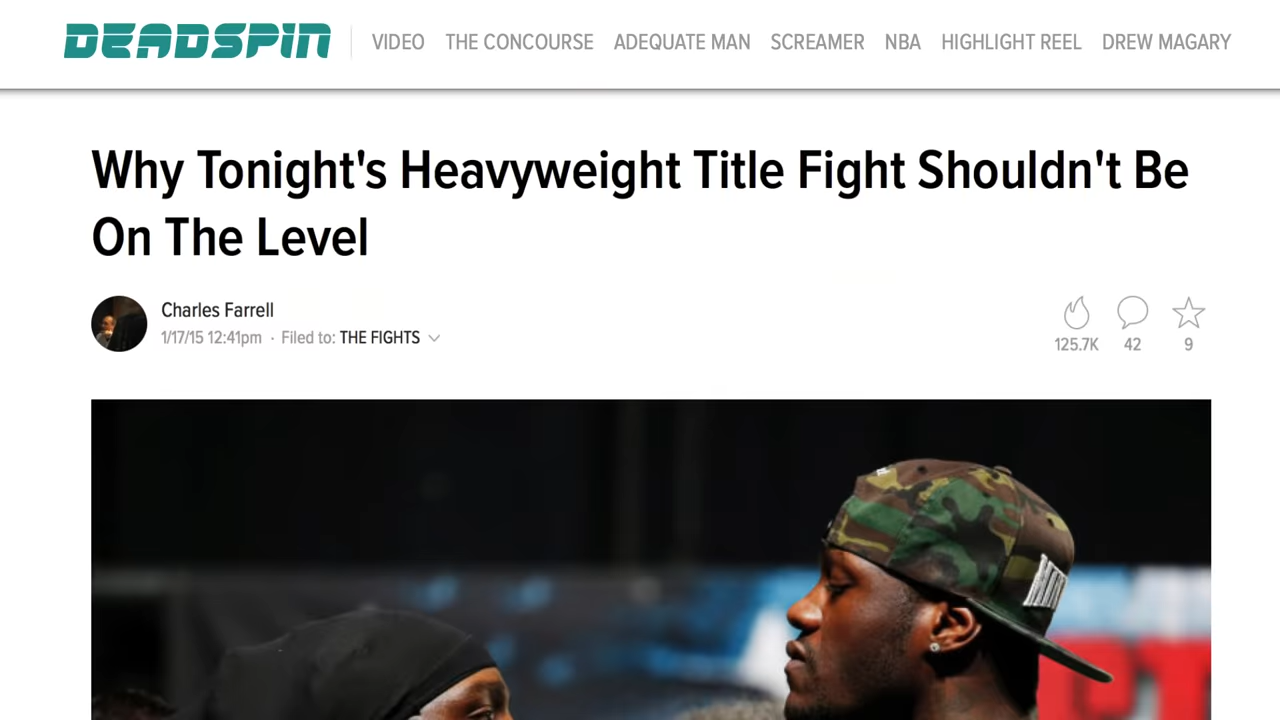 DEADSPIN VIDEO THE CONCOURSE ADEQUATE MAN SCREAMER NBA HIGHLIGHT REEL DREW MAGARY
Why Tonight's Heavyweight Title Fight Shouldn't Be
On The Level
Charles Farrell
1/17/15 12:41pm · Filed to: THE FIGHTS
125.7K 42 9